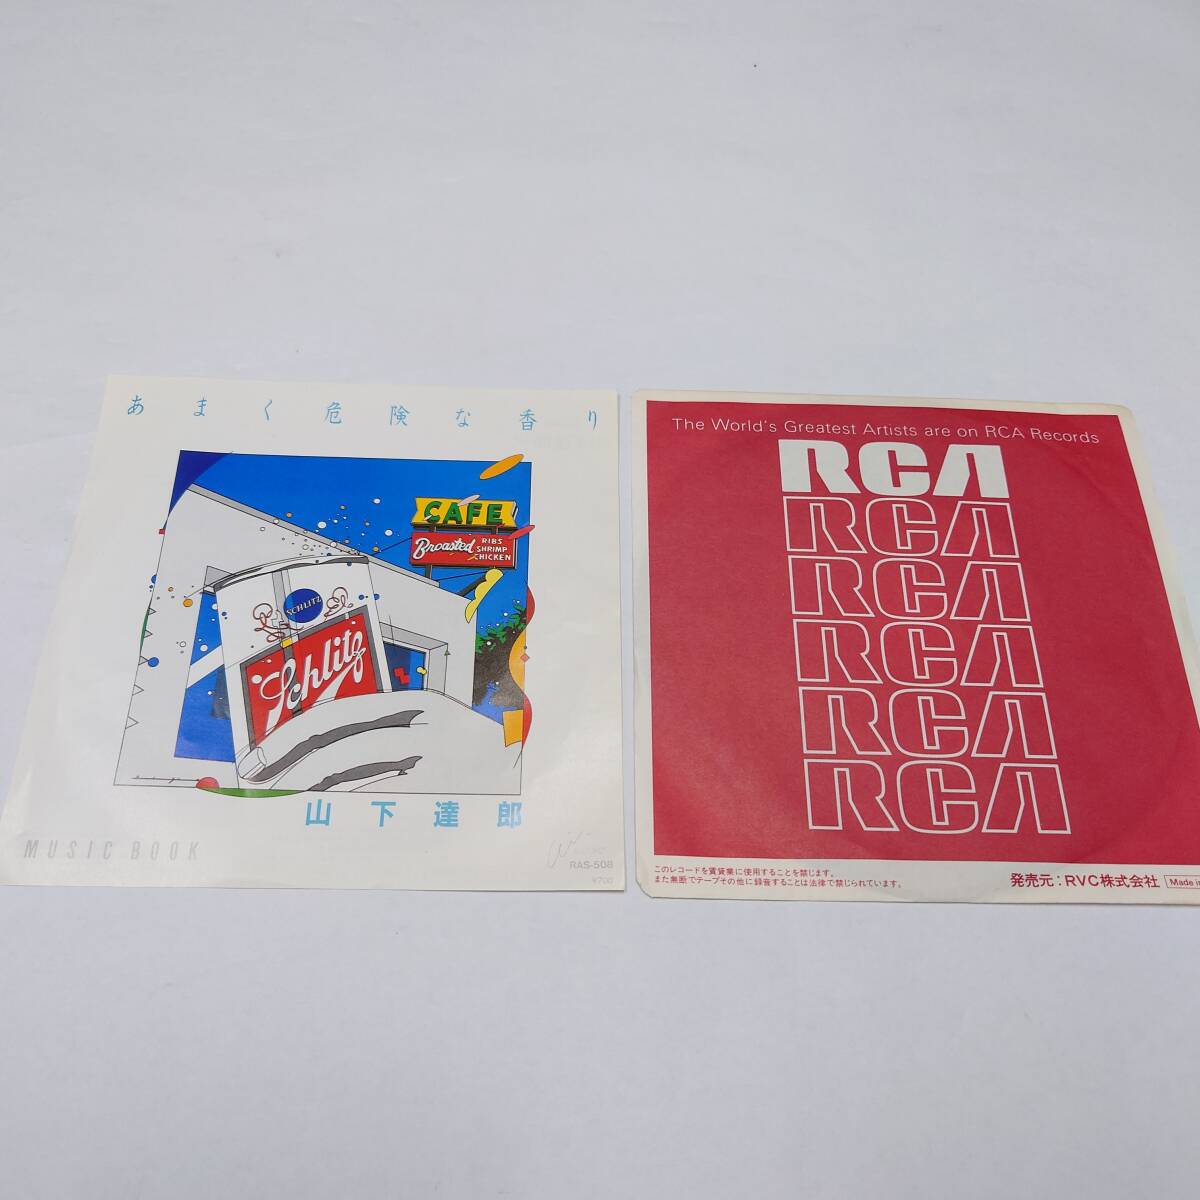 あまく危険な香り
CAFE
Broasted
RIBS
SHRIMP
CHICKEN
SCHLITZ
Schlitz
山下達郎
MUSIC BOOK
RAS-508
¥700
The World's Greatest Artists are on RCA Records
RCA
RCA
RCA
RCA
RCA
RCA
このレコードを賃貸業に使用することを禁じます。
また無断でテープその他に録音することは法律で禁じられています。
発売元:RVC株式会社
Made in